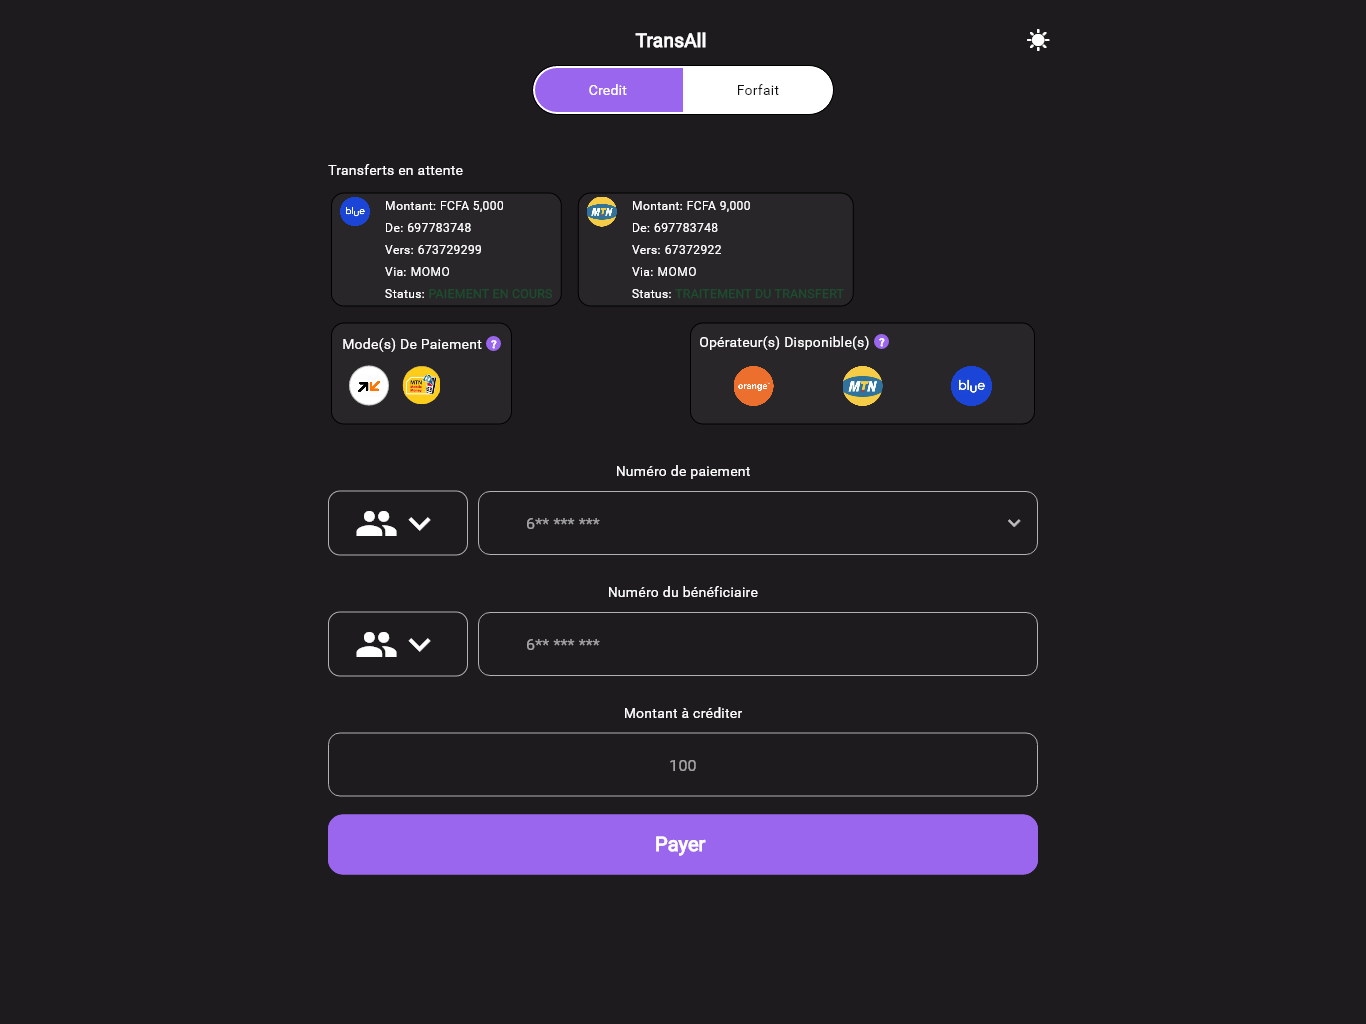 TransAll
Credit
Forfait
Transferts en attente
blue
Montant: FCFA 5,000
De: 697783748
Vers: 673729299
Via: MOMO
Status: PAIEMENT EN COURS
MTN
Montant: FCFA 9,000
De: 697783748
Vers: 67372922
Via: MOMO
Status: TRAITEMENT DU TRANSFERT
Mode(s) De Paiement ?
MTN
Opérateur(s) Disponible(s) ?
orange
MTN
blue
Numéro de paiement
6** *** ***
Numéro du bénéficiaire
6** *** ***
Montant à créditer
100
Payer